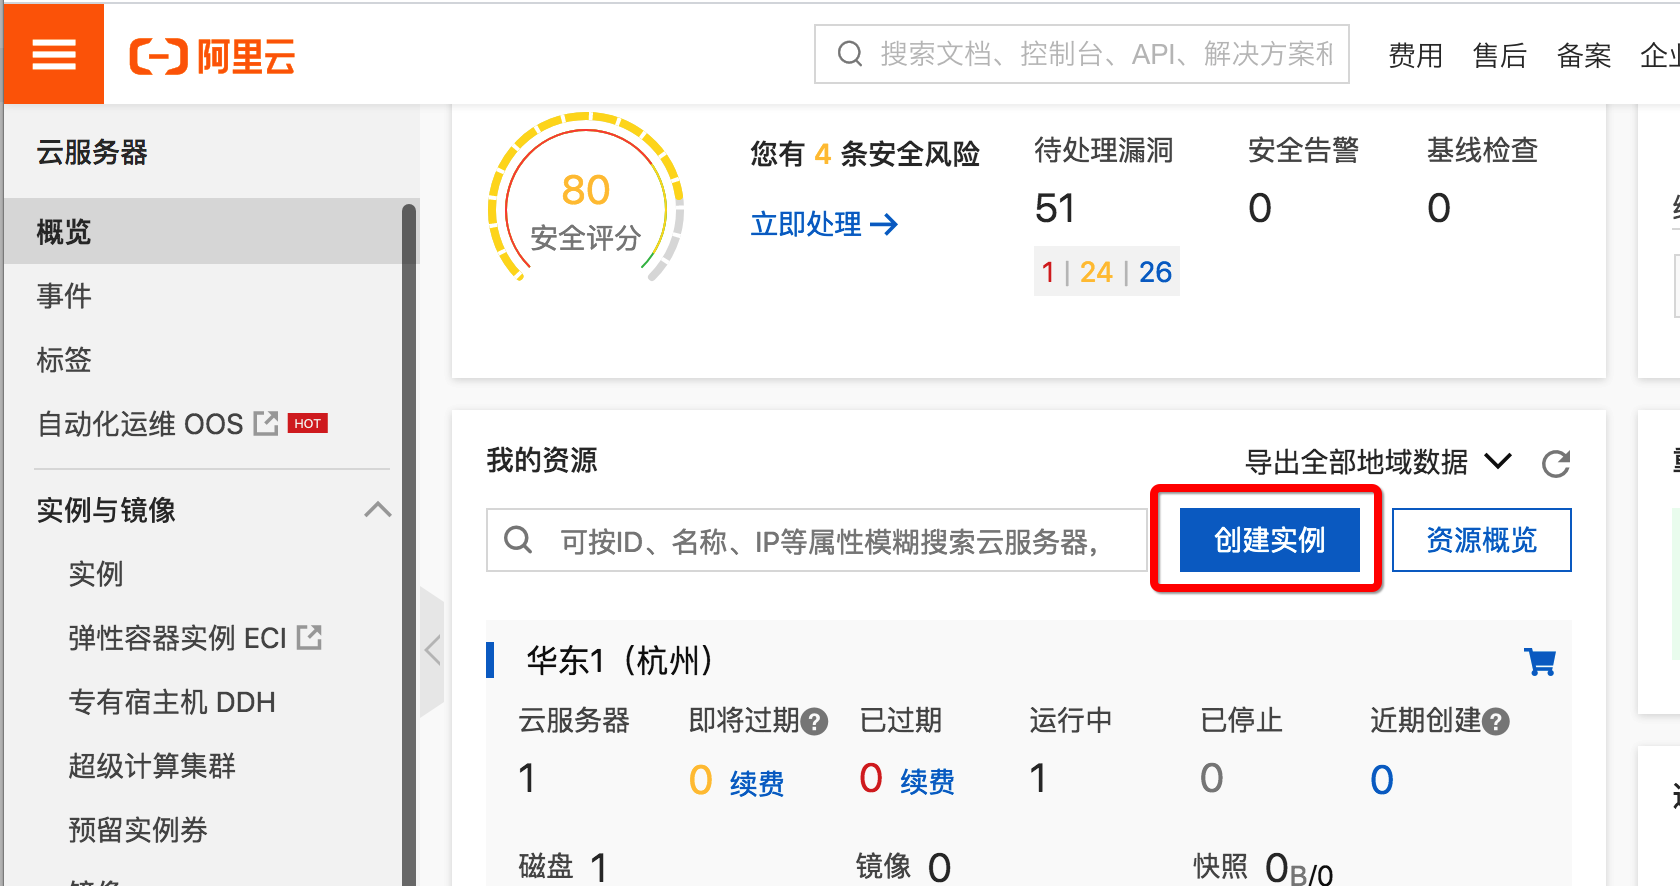 阿里云
搜索文档、控制台、API、解决方案和
费用 售后 备案 企业
云服务器
概览
事件
标签
自动化运维 OOS HOT
实例与镜像
实例
弹性容器实例 ECI
专有宿主机 DDH
超级计算集群
预留实例券
镜像
80
安全评分
您有 4 条安全风险
立即处理
待处理漏洞 安全告警 基线检查
51 0 0
1 | 24 | 26
我的资源 导出全部地域数据
可按ID、名称、IP等属性模糊搜索云服务器，
创建实例 资源概览
华东1（杭州）
云服务器 即将过期 已过期 运行中 已停止 近期创建
1 0 续费 0 续费 1 0 0
磁盘 1 镜像 0 快照 0B/0